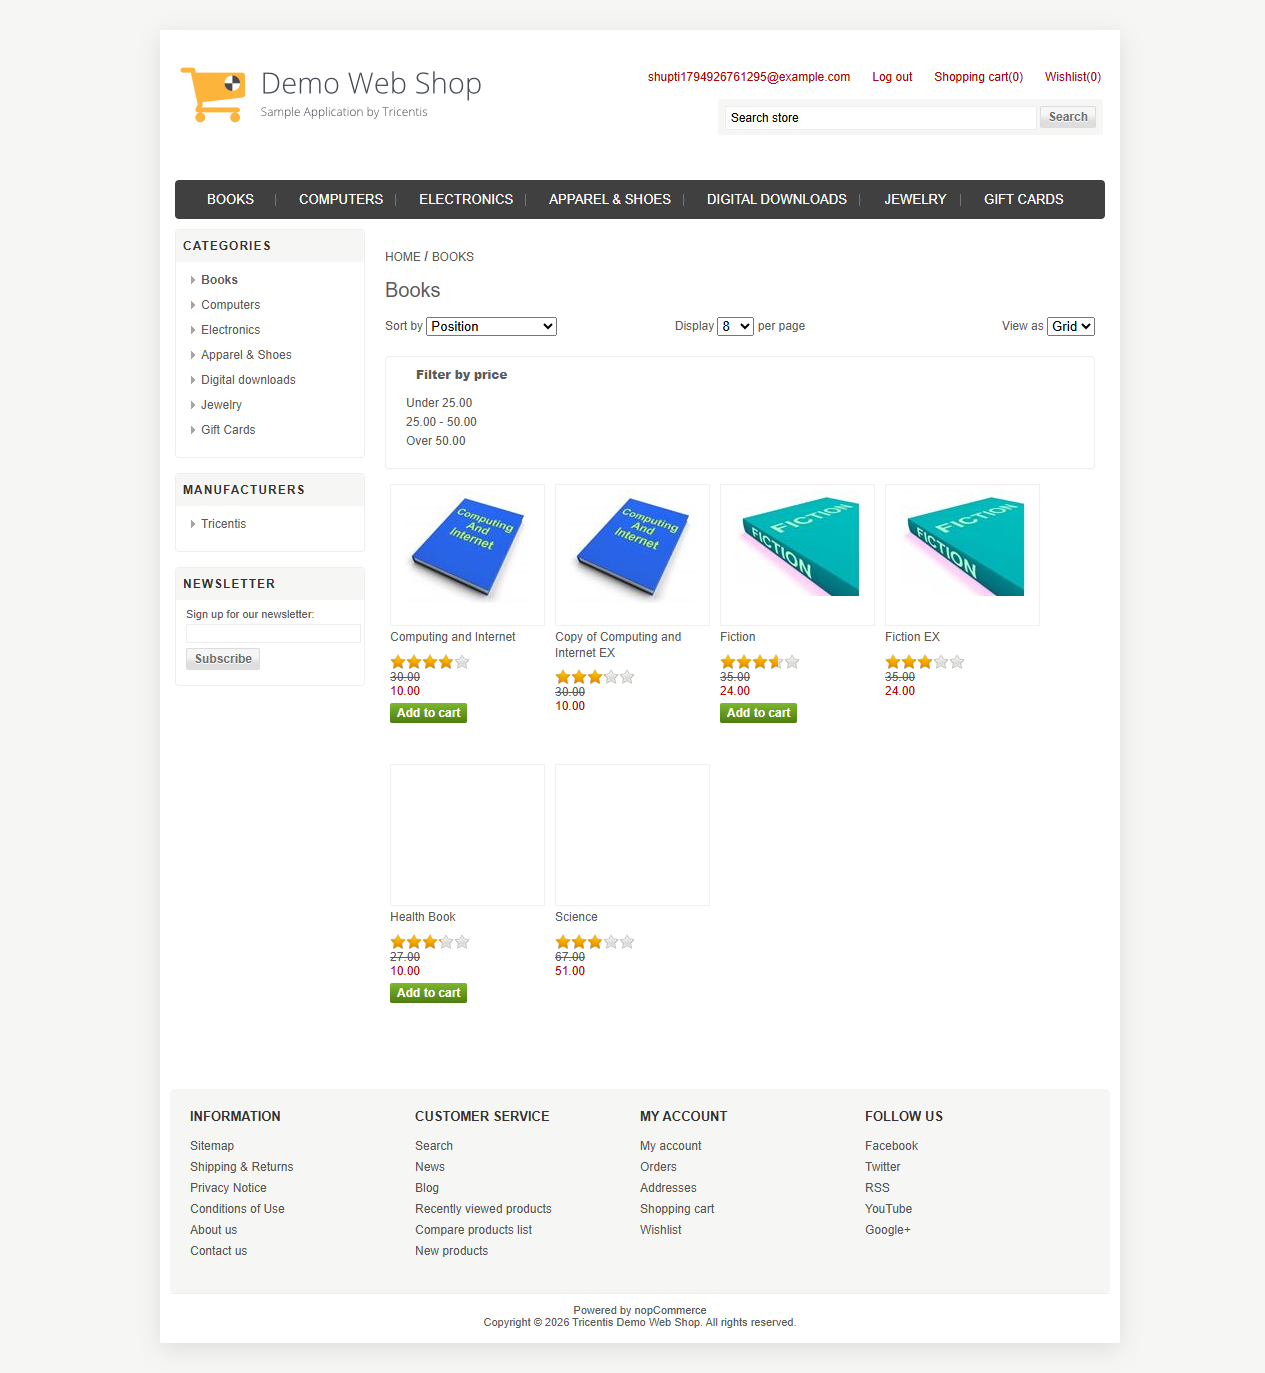 Demo Web Shop
Sample Application by Tricentis
shupti1794926761295@example.com Log out Shopping cart(0) Wishlist(0)
Search store Search
BOOKS COMPUTERS ELECTRONICS APPAREL & SHOES DIGITAL DOWNLOADS JEWELRY GIFT CARDS
CATEGORIES
Books
Computers
Electronics
Apparel & Shoes
Digital downloads
Jewelry
Gift Cards
MANUFACTURERS
Tricentis
NEWSLETTER
Sign up for our newsletter:
Subscribe
HOME / BOOKS
Books
Sort by Position Display 8 per page View as Grid
Filter by price
Under 25.00
25.00 - 50.00
Over 50.00
Computing
And
Internet
Computing
And
Internet
FICTION
FICTION
FICTION
FICTION
Computing and Internet
30.00
10.00
Add to cart
Copy of Computing and
Internet EX
30.00
10.00
Fiction
35.00
24.00
Add to cart
Fiction EX
35.00
24.00
Health Book
27.00
10.00
Add to cart
Science
67.00
51.00
INFORMATION
Sitemap
Shipping & Returns
Privacy Notice
Conditions of Use
About us
Contact us
CUSTOMER SERVICE
Search
News
Blog
Recently viewed products
Compare products list
New products
MY ACCOUNT
My account
Orders
Addresses
Shopping cart
Wishlist
FOLLOW US
Facebook
Twitter
RSS
YouTube
Google+
Powered by nopCommerce
Copyright © 2026 Tricentis Demo Web Shop. All rights reserved.